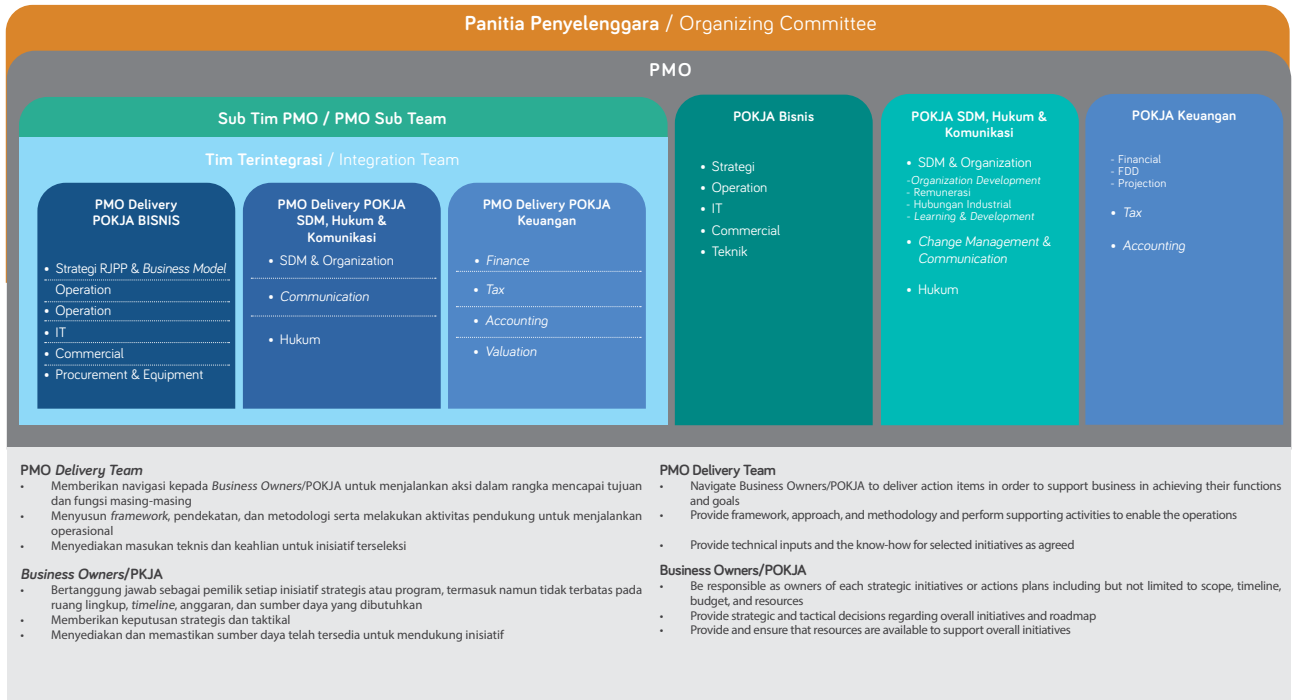 Panitia Penyelenggara / Organizing Committee
PMO
Sub Tim PMO / PMO Sub Team
Tim Terintegrasi / Integration Team
PMO Delivery
POKJA BISNIS
• Strategi RJPP & Business Model
Operation
• Operation
• IT
• Commercial
• Procurement & Equipment
PMO Delivery POKJA
SDM, Hukum &
Komunikasi
• SDM & Organization
• Communication
• Hukum
PMO Delivery POKJA
Keuangan
• Finance
• Tax
• Accounting
• Valuation
POKJA Bisnis
• Strategi
• Operation
• IT
• Commercial
• Teknik
POKJA SDM, Hukum &
Komunikasi
• SDM & Organization
-Organization Development
- Remunerasi
- Hubungan Industrial
- Learning & Development
• Change Management &
Communication
• Hukum
POKJA Keuangan
- Financial
- FDD
- Projection
• Tax
• Accounting
PMO Delivery Team
• Memberikan navigasi kepada Business Owners/POKJA untuk menjalankan aksi dalam rangka mencapai tujuan
dan fungsi masing-masing
• Menyusun framework, pendekatan, dan metodologi serta melakukan aktivitas pendukung untuk menjalankan
operasional
• Menyediakan masukan teknis dan keahlian untuk inisiatif terseleksi
Business Owners/PKJA
• Bertanggung jawab sebagai pemilik setiap inisiatif strategis atau program, termasuk namun tidak terbatas pada
ruang lingkup, timeline, anggaran, dan sumber daya yang dibutuhkan
• Memberikan keputusan strategis dan taktikal
• Menyediakan dan memastikan sumber daya telah tersedia untuk mendukung inisiatif
PMO Delivery Team
• Navigate Business Owners/POKJA to deliver action items in order to support business in achieving their functions
and goals
• Provide framework, approach, and methodology and perform supporting activities to enable the operations
• Provide technical inputs and the know-how for selected initiatives as agreed
Business Owners/POKJA
• Be responsible as owners of each strategic initiatives or actions plans including but not limited to scope, timeline,
budget, and resources
• Provide strategic and tactical decisions regarding overall initiatives and roadmap
• Provide and ensure that resources are available to support overall initiatives